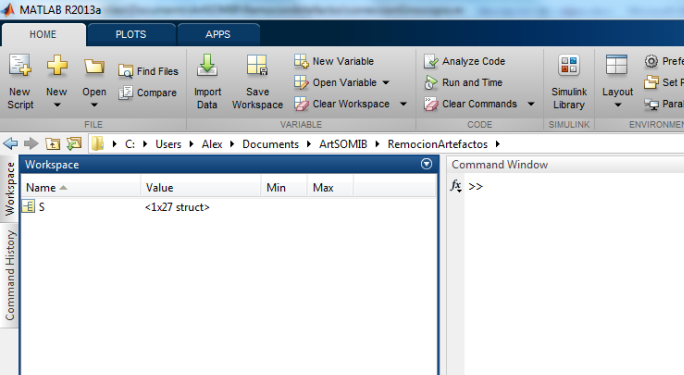 MATLAB R2013a
HOME PLOTS APPS
New Script
New
Open
Find Files
Compare
Import Data
Save Workspace
New Variable
Open Variable
Clear Workspace
Analyze Code
Run and Time
Clear Commands
Simulink Library
Layout
Prefe
Set P
Paral
FILE VARIABLE CODE SIMULINK ENVIRONMEN
C: Users Alex Documents ArtSOMIB RemocionArtefactos
Workspace
Command History
Workspace
Name Value Min Max
S <1x27 struct>
Command Window
fx >>